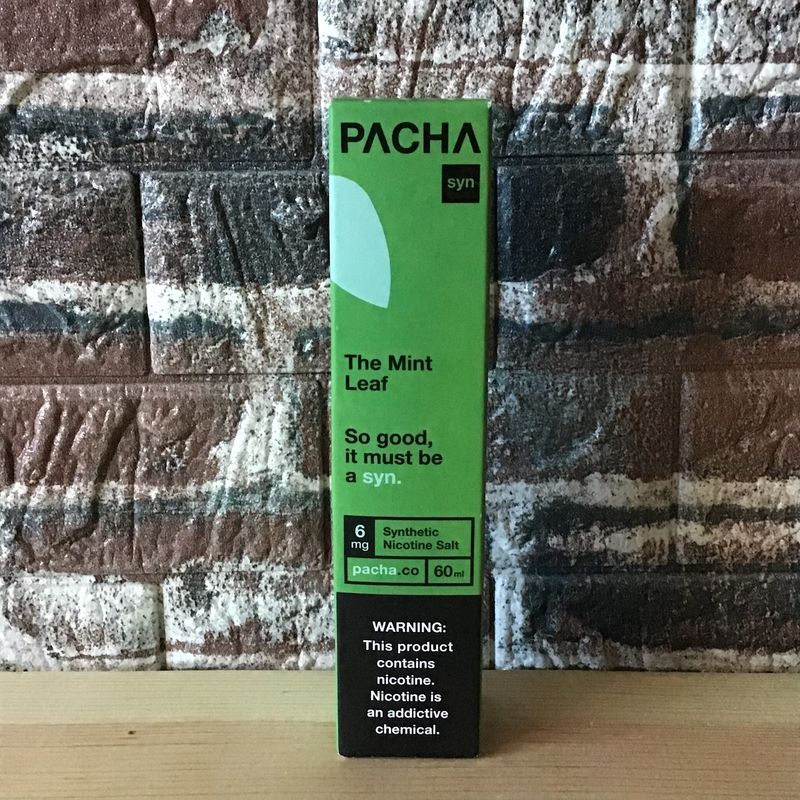 PACHA
syn
The Mint
Leaf
So good,
it must be
a syn.
6
mg
Synthetic
Nicotine Salt
pacha.co
60ml
WARNING:
This product
contains
nicotine.
Nicotine is
an addictive
chemical.